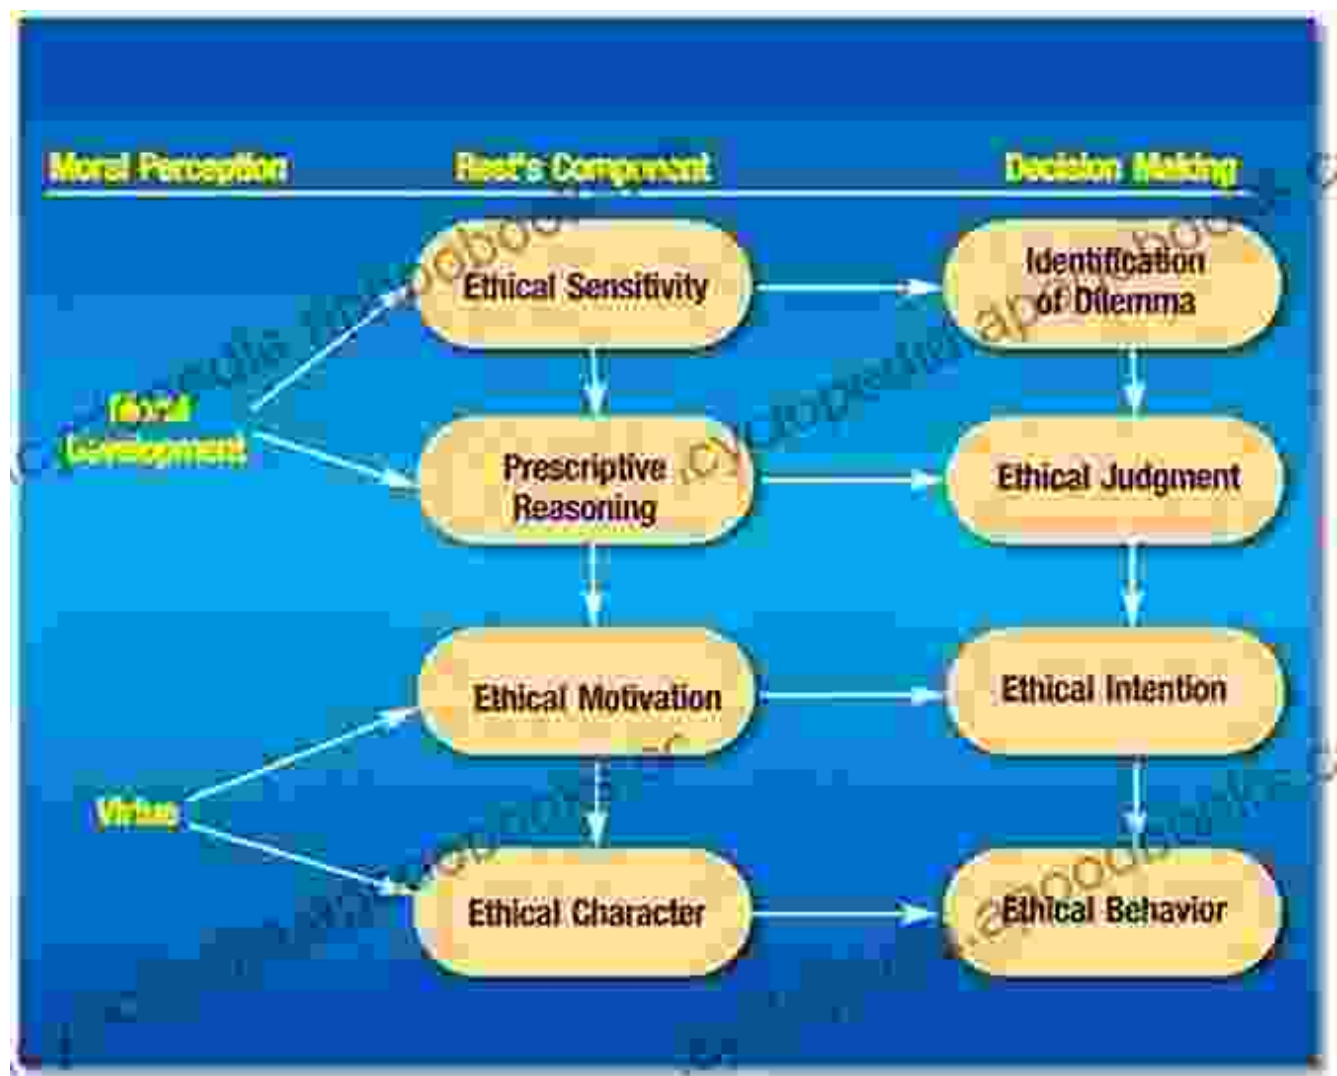 Moral Perception
Rest's Component
Decision Making
Ethical Sensitivity
Identification
of Dilemma
Moral
Development
Prescriptive
Reasoning
Ethical Judgment
Ethical Motivation
Ethical Intention
Virtue
Ethical Character
Ethical Behavior